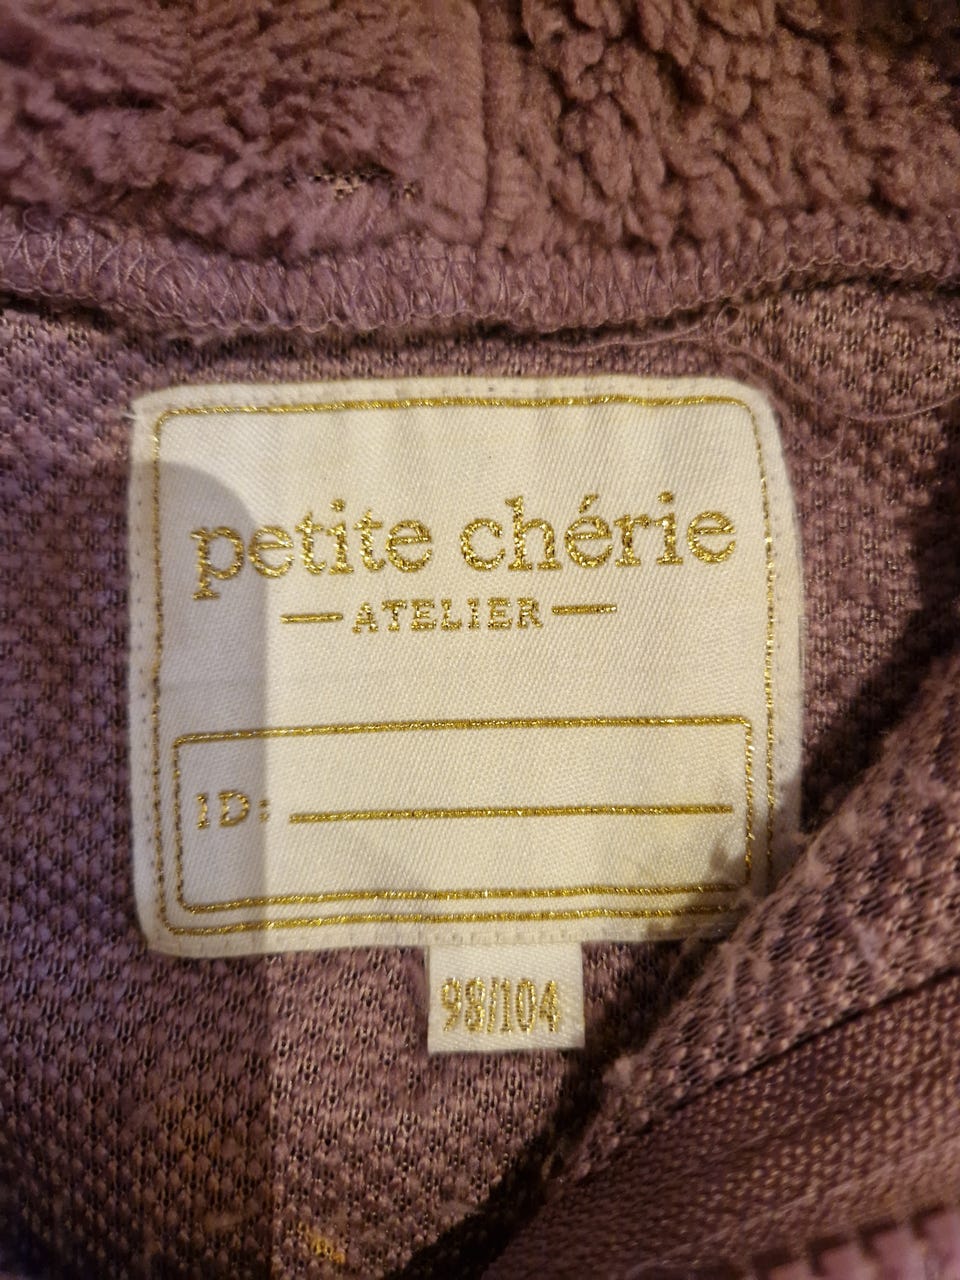 petite chérie
ATELIER
ID:
98/104